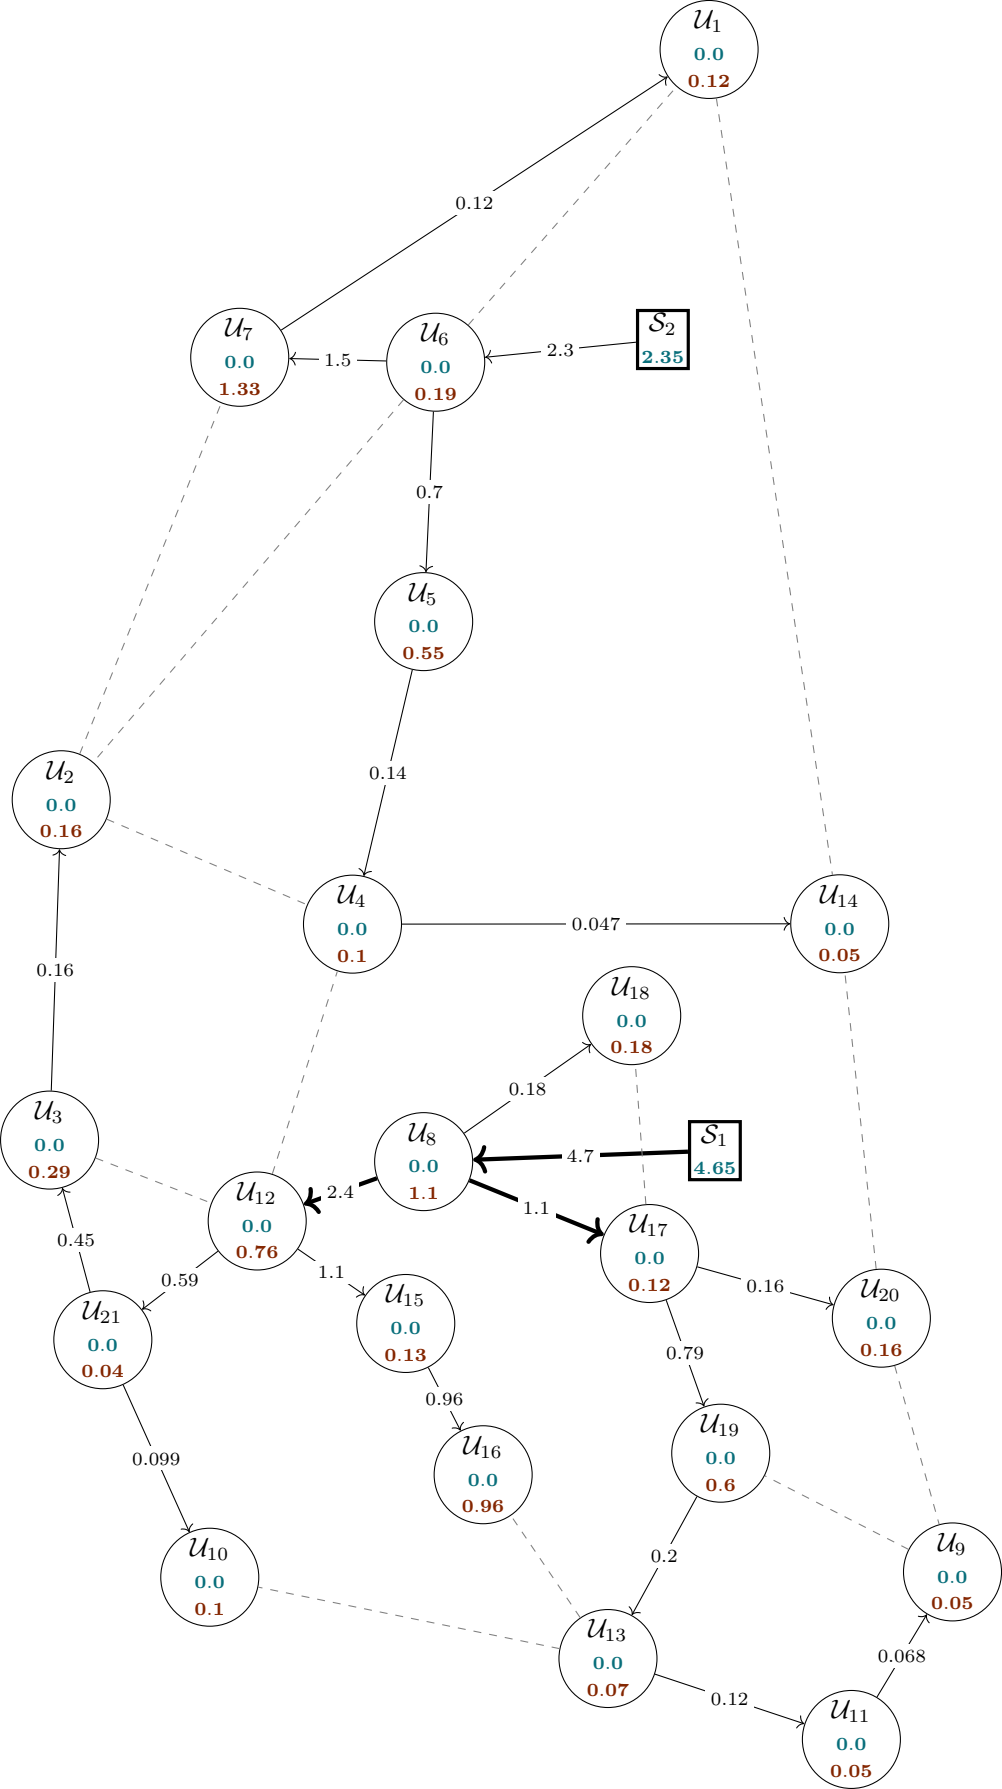 𝒰₁
0.0
0.12
0.12
𝒰₇
0.0
1.33
1.5
𝒰₆
0.0
0.19
2.3
𝒮₂
2.35
0.7
𝒰₅
0.0
0.55
0.14
𝒰₂
0.0
0.16
𝒰₄
0.0
0.1
0.047
𝒰₁₄
0.0
0.05
0.16
𝒰₁₈
0.0
0.18
0.18
𝒰₃
0.0
0.29
𝒰₈
0.0
1.1
4.7
𝒮₁
4.65
2.4
1.1
𝒰₁₂
0.0
0.76
𝒰₁₇
0.0
0.12
0.45
0.59
1.1
0.16
𝒰₂₁
0.0
0.04
𝒰₁₅
0.0
0.13
𝒰₂₀
0.0
0.16
0.79
0.96
0.099
𝒰₁₆
0.0
0.96
𝒰₁₉
0.0
0.6
𝒰₁₀
0.0
0.1
0.2
𝒰₉
0.0
0.05
𝒰₁₃
0.0
0.07
0.068
0.12
𝒰₁₁
0.0
0.05